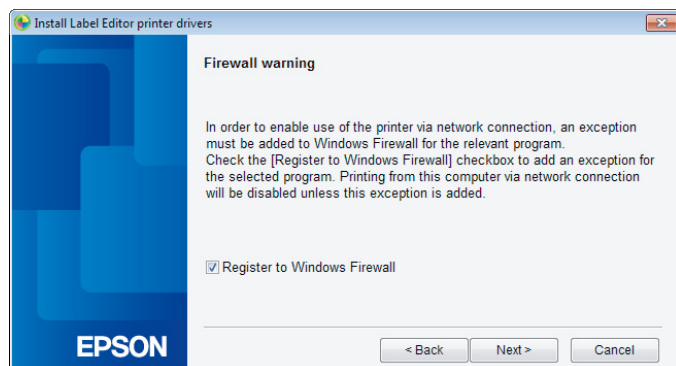 Install Label Editor printer drivers
Firewall warning
In order to enable use of the printer via network connection, an exception
must be added to Windows Firewall for the relevant program.
Check the [Register to Windows Firewall] checkbox to add an exception for
the selected program. Printing from this computer via network connection
will be disabled unless this exception is added.
Register to Windows Firewall
EPSON
< Back
Next >
Cancel